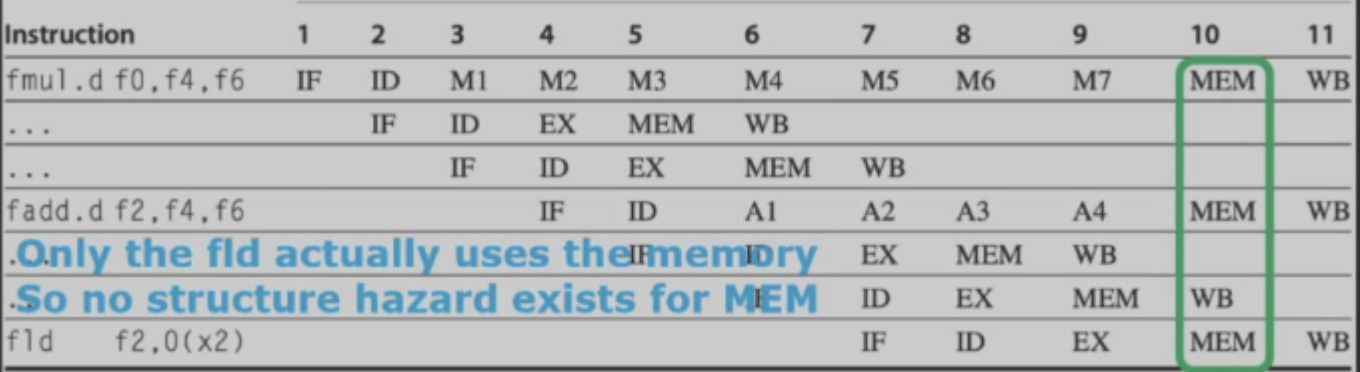 Instruction 1 2 3 4 5 6 7 8 9 10 11
fmul.d f0,f4,f6 IF ID M1 M2 M3 M4 M5 M6 M7 MEM WB
... IF ID EX MEM WB
... IF ID EX MEM WB
fadd.d f2,f4,f6 IF ID A1 A2 A3 A4 MEM WB
Only the fld actually uses the memory IF EX MEM WB
So no structure hazard exists for MEM ID EX MEM WB
fld f2,0(x2) IF ID EX MEM WB